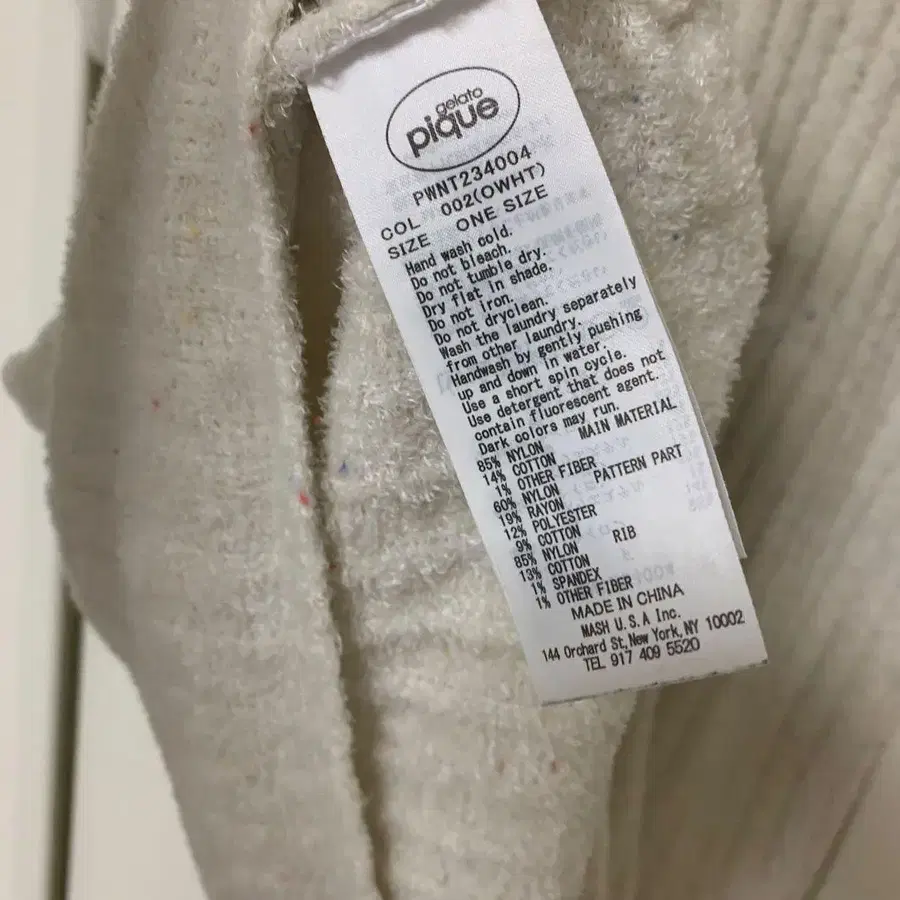 gelato
pique
PWNT234004
COL 002(OWHT)
SIZE ONE SIZE
Hand wash cold.
Do not bleach.
Do not tumble dry.
Dry flat in shade.
Do not Iron.
Do not dryclean.
Wash the laundry separately
from other laundry.
Handwash by gently pushing
up and down in water.
Use a short spin cycle.
Use detergent that does not
contain fluorescent agent.
Dark colors may run.
MAIN MATERIAL
85% NYLON
14% COTTON
1% OTHER FIBER
PATTERN PART
60% NYLON
19% RAYON
12% POLYESTER
9% COTTON
RIB
85% NYLON
13% COTTON
1% SPANDEX
1% OTHER FIBER
MADE IN CHINA
MASH U.S.A Inc.
144 Orchard St, New York, NY 10002
TEL 917 409 5520